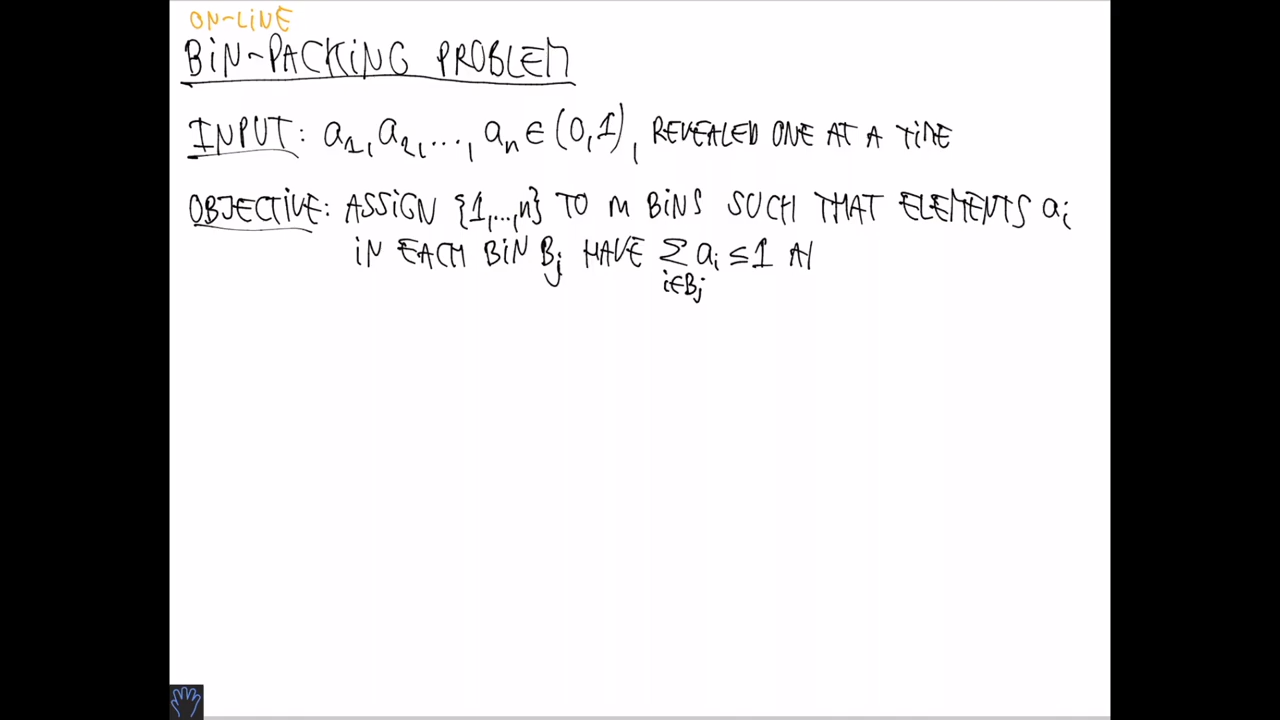 ON-LINE
BIN-PACKING PROBLEM
INPUT: a₁, a₂, ..., aₙ ∈ (0,1), REVEALED ONE AT A TIME
OBJECTIVE: ASSIGN {1,...,n} TO m BINS SUCH THAT ELEMENTS aᵢ
IN EACH BIN Bⱼ HAVE Σ aᵢ ≤ 1 
i∈Bⱼ